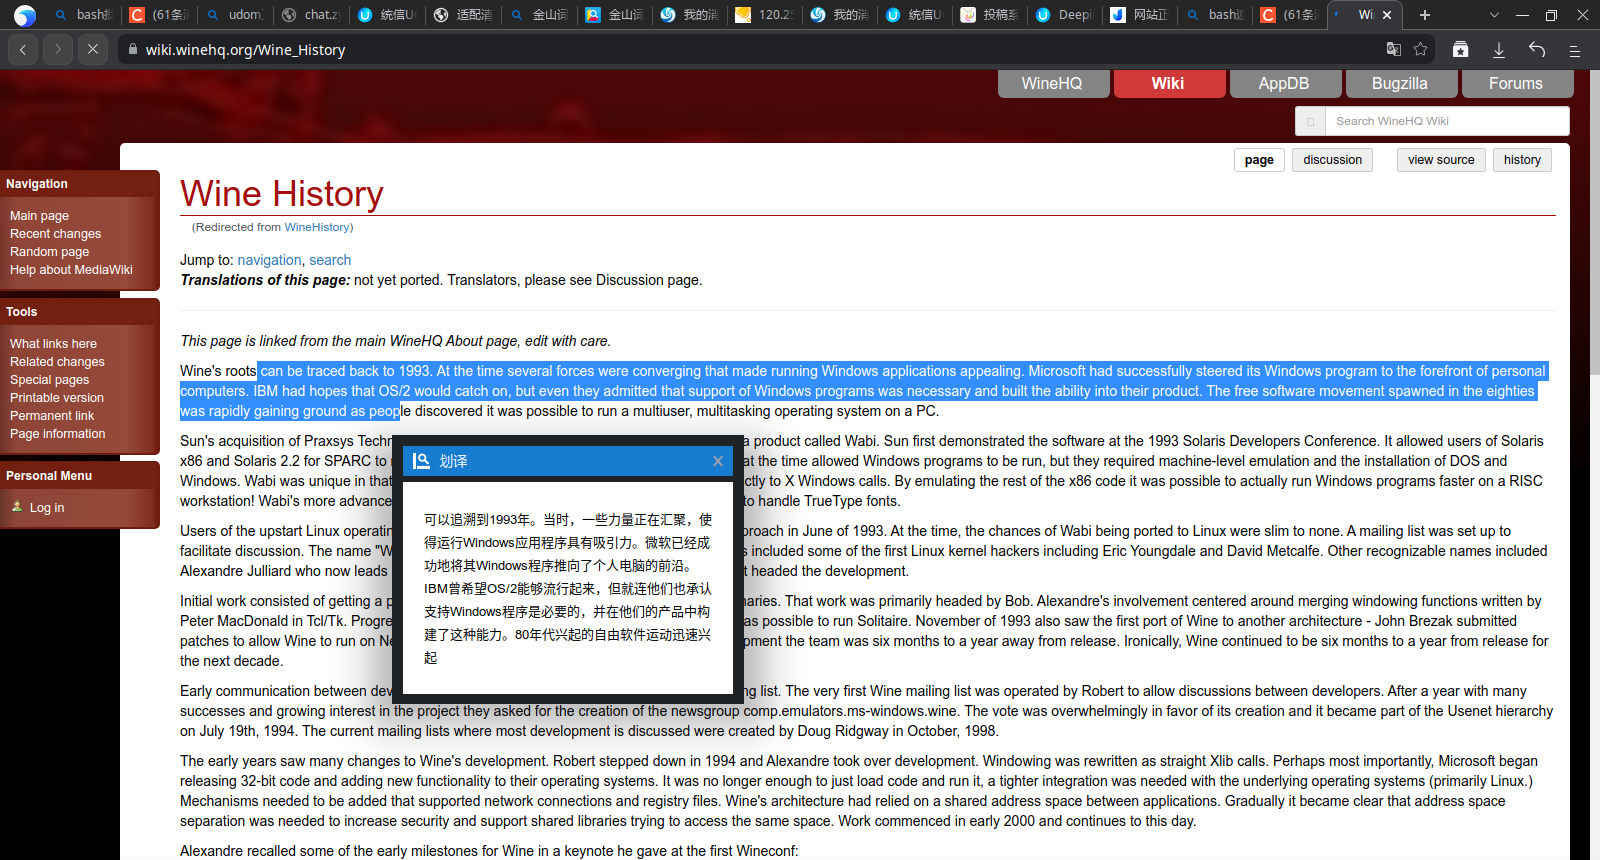 bash
(61条
udom
chat.z
统信U
适配
金山词
金山词
我的
120.2
我的
统信U
投稿系
Deepi
网站正
bash
(61条
Wi
wiki.winehq.org/Wine_History
WineHQ
Wiki
AppDB
Bugzilla
Forums
Search WineHQ Wiki
page
discussion
view source
history
Navigation
Main page
Recent changes
Random page
Help about MediaWiki
Tools
What links here
Related changes
Special pages
Printable version
Permanent link
Page information
Personal Menu
Log in
Wine History
(Redirected from WineHistory)
Jump to: navigation, search
Translations of this page: not yet ported. Translators, please see Discussion page.
This page is linked from the main WineHQ About page, edit with care.
Wine's roots can be traced back to 1993. At the time several forces were converging that made running Windows applications appealing. Microsoft had successfully steered its Windows program to the forefront of personal
computers. IBM had hopes that OS/2 would catch on, but even they admitted that support of Windows programs was necessary and built the ability into their product. The free software movement spawned in the eighties
was rapidly gaining ground as people discovered it was possible to run a multiuser, multitasking operating system on a PC.
Sun's acquisition of Praxsys Techn a product called Wabi. Sun first demonstrated the software at the 1993 Solaris Developers Conference. It allowed users of Solaris
x86 and Solaris 2.2 for SPARC to at the time allowed Windows programs to be run, but they required machine-level emulation and the installation of DOS and
Windows. Wabi was unique in that ctly to X Windows calls. By emulating the rest of the x86 code it was possible to actually run Windows programs faster on a RISC
workstation! Wabi's more advance to handle TrueType fonts.
Users of the upstart Linux operatin roach in June of 1993. At the time, the chances of Wabi being ported to Linux were slim to none. A mailing list was set up to
facilitate discussion. The name "W s included some of the first Linux kernel hackers including Eric Youngdale and David Metcalfe. Other recognizable names included
Alexandre Julliard who now leads t headed the development.
Initial work consisted of getting a p naries. That work was primarily headed by Bob. Alexandre's involvement centered around merging windowing functions written by
Peter MacDonald in Tcl/Tk. Progre as possible to run Solitaire. November of 1993 also saw the first port of Wine to another architecture - John Brezak submitted
patches to allow Wine to run on Ne pment the team was six months to a year away from release. Ironically, Wine continued to be six months to a year from release for
the next decade.
Early communication between dev ng list. The very first Wine mailing list was operated by Robert to allow discussions between developers. After a year with many
successes and growing interest in the project they asked for the creation of the newsgroup comp.emulators.ms-windows.wine. The vote was overwhelmingly in favor of its creation and it became part of the Usenet hierarchy
on July 19th, 1994. The current mailing lists where most development is discussed were created by Doug Ridgway in October, 1998.
The early years saw many changes to Wine's development. Robert stepped down in 1994 and Alexandre took over development. Windowing was rewritten as straight Xlib calls. Perhaps most importantly, Microsoft began
releasing 32-bit code and adding new functionality to their operating systems. It was no longer enough to just load code and run it, a tighter integration was needed with the underlying operating systems (primarily Linux.)
Mechanisms needed to be added that supported network connections and registry files. Wine's architecture had relied on a shared address space between applications. Gradually it became clear that address space
separation was needed to increase security and support shared libraries trying to access the same space. Work commenced in early 2000 and continues to this day.
Alexandre recalled some of the early milestones for Wine in a keynote he gave at the first Wineconf:
划译
可以追溯到1993年。当时，一些力量正在汇聚，使
得运行Windows应用程序具有吸引力。微软已经成
功地将其Windows程序推向了个人电脑的前沿。
IBM曾希望OS/2能够流行起来，但就连他们也承认
支持Windows程序是必要的，并在他们的产品中构
建了这种能力。80年代兴起的自由软件运动迅速兴
起